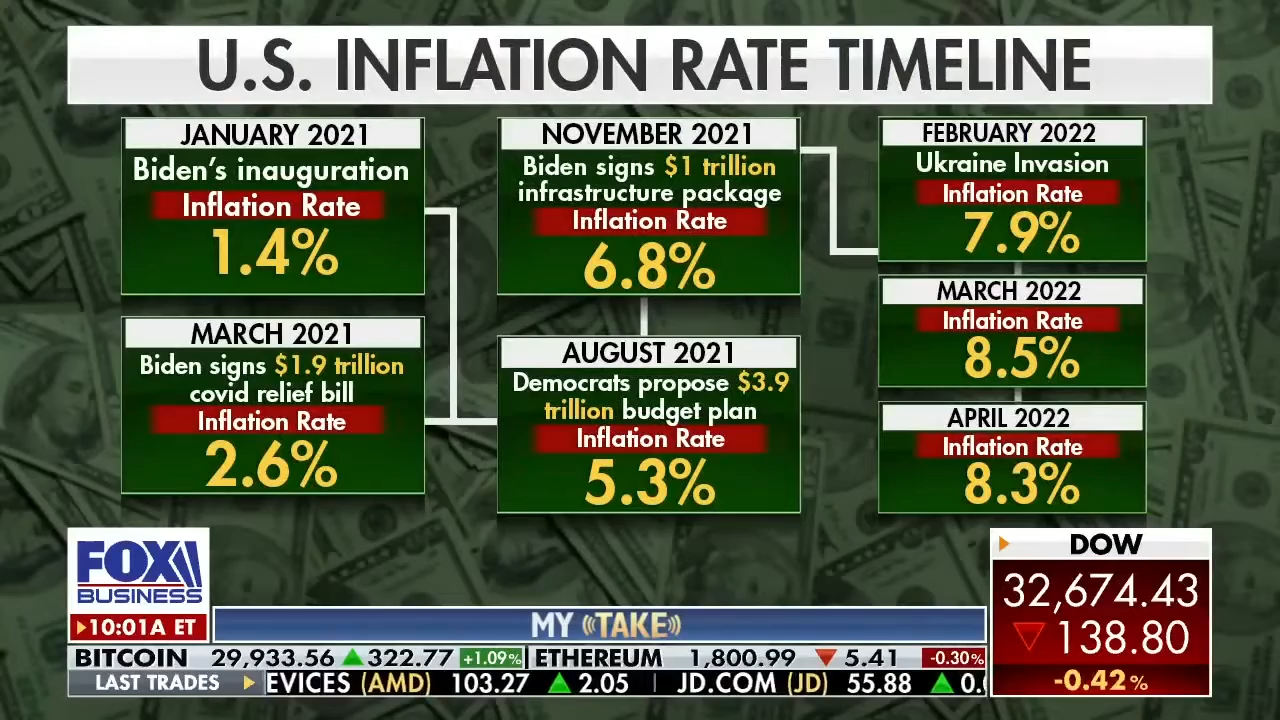 U.S. INFLATION RATE TIMELINE
JANUARY 2021
Biden's inauguration
Inflation Rate
1.4%
MARCH 2021
Biden signs $1.9 trillion
covid relief bill
Inflation Rate
2.6%
NOVEMBER 2021
Biden signs $1 trillion
infrastructure package
Inflation Rate
6.8%
AUGUST 2021
Democrats propose $3.9
trillion budget plan
Inflation Rate
5.3%
FEBRUARY 2022
Ukraine Invasion
Inflation Rate
7.9%
MARCH 2022
Inflation Rate
8.5%
APRIL 2022
Inflation Rate
8.3%
FOX
BUSINESS
10:01A ET
MY TAKE
DOW
32,674.43
138.80
-0.42%
BITCOIN 29,933.56 322.77 +1.09% ETHEREUM 1,800.99 5.41 -0.30%
LAST TRADES EVICES (AMD) 103.27 2.05 JD.COM (JD) 55.88 0.